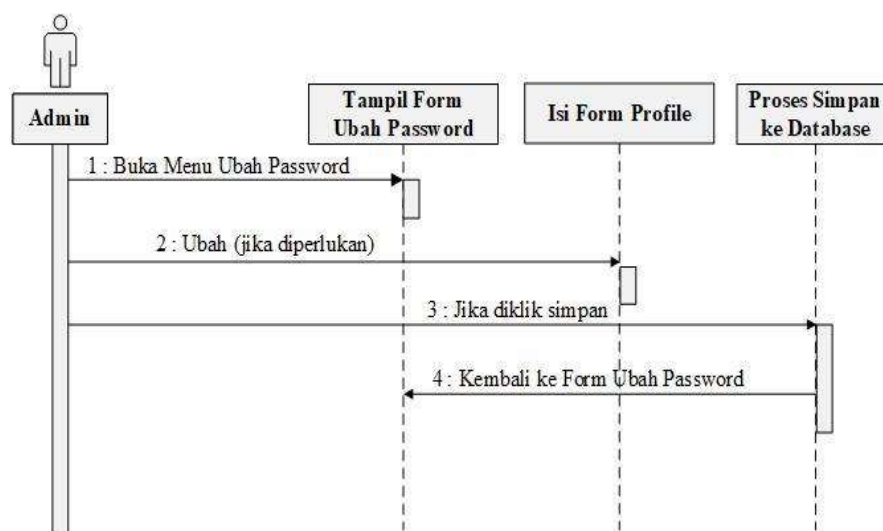 Admin
Tampil Form
Ubah Password
Isi Form Profile
Proses Simpan
ke Database
1 : Buka Menu Ubah Password
2 : Ubah (jika diperlukan)
3 : Jika diklik simpan
4 : Kembali ke Form Ubah Password